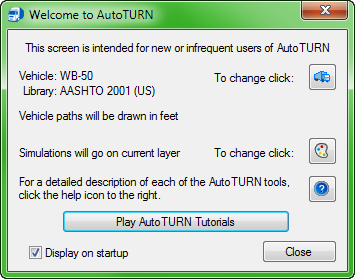 Welcome to AutoTURN
This screen is intended for new or infrequent users of AutoTURN
Vehicle: WB-50
To change click:
Library: AASHTO 2001 (US)
Vehicle paths will be drawn in feet
Simulations will go on current layer
To change click:
For a detailed description of each of the AutoTURN tools,
click the help icon to the right.
Play AutoTURN Tutorials
Display on startup
Close